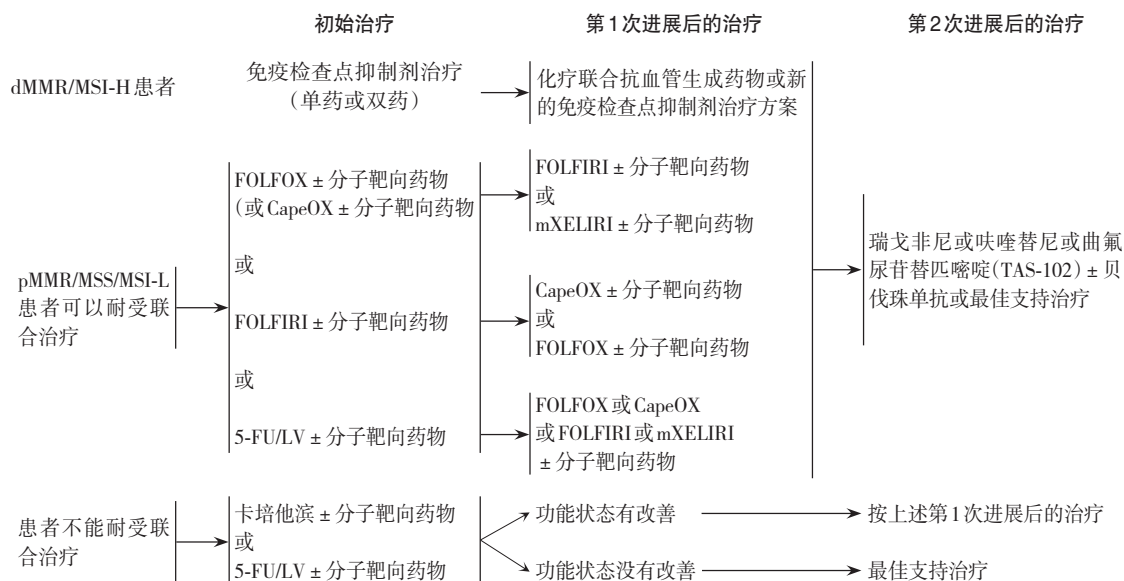 初始治疗
第1次进展后的治疗
第2次进展后的治疗
dMMR/MSI-H患者
免疫检查点抑制剂治疗
（单药或双药）
化疗联合抗血管生成药物或新
的免疫检查点抑制剂治疗方案
pMMR/MSS/MSI-L
患者可以耐受联
合治疗
FOLFOX ± 分子靶向药物
(或CapeOX ± 分子靶向药物
或
FOLFIRI ± 分子靶向药物
或
5-FU/LV ± 分子靶向药物
FOLFIRI ± 分子靶向药物
或
mXELIRI ± 分子靶向药物
CapeOX ± 分子靶向药物
或
FOLFOX ± 分子靶向药物
FOLFOX或CapeOX
或FOLFIRI或mXELIRI
± 分子靶向药物
瑞戈非尼或呋喹替尼或曲氟
尿苷替匹嘧啶(TAS-102) ± 贝
伐珠单抗或最佳支持治疗
患者不能耐受联
合治疗
卡培他滨 ± 分子靶向药物
或
5-FU/LV ± 分子靶向药物
功能状态有改善
按上述第1次进展后的治疗
功能状态没有改善
最佳支持治疗